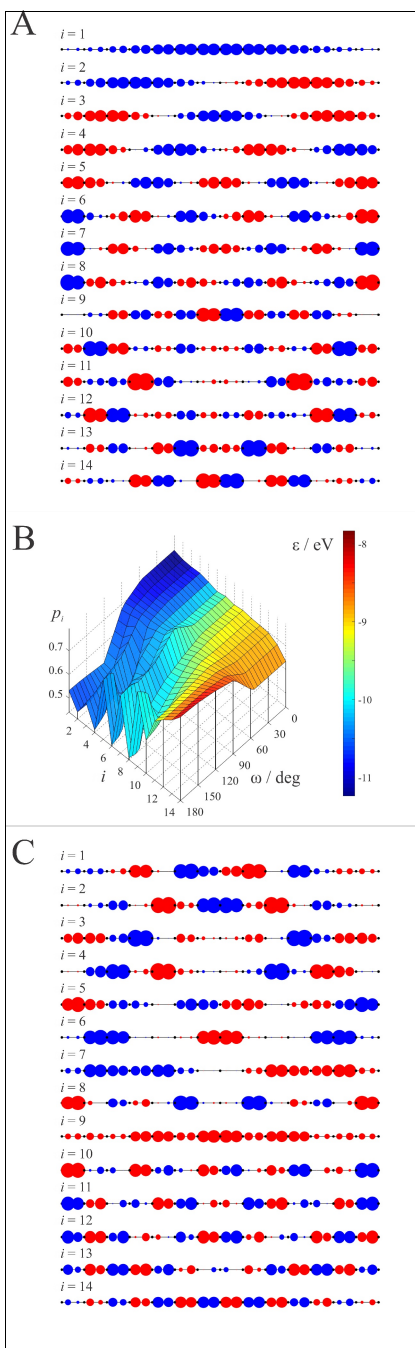 A
i = 1
i = 2
i = 3
i = 4
i = 5
i = 6
i = 7
i = 8
i = 9
i = 10
i = 11
i = 12
i = 13
i = 14
B
ε / eV
-8
-9
-10
-11
p_i
0.7
0.6
0.5
2
4
6
8
10
12
14
i
180
150
120
90
60
30
0
ω / deg
C
i = 1
i = 2
i = 3
i = 4
i = 5
i = 6
i = 7
i = 8
i = 9
i = 10
i = 11
i = 12
i = 13
i = 14